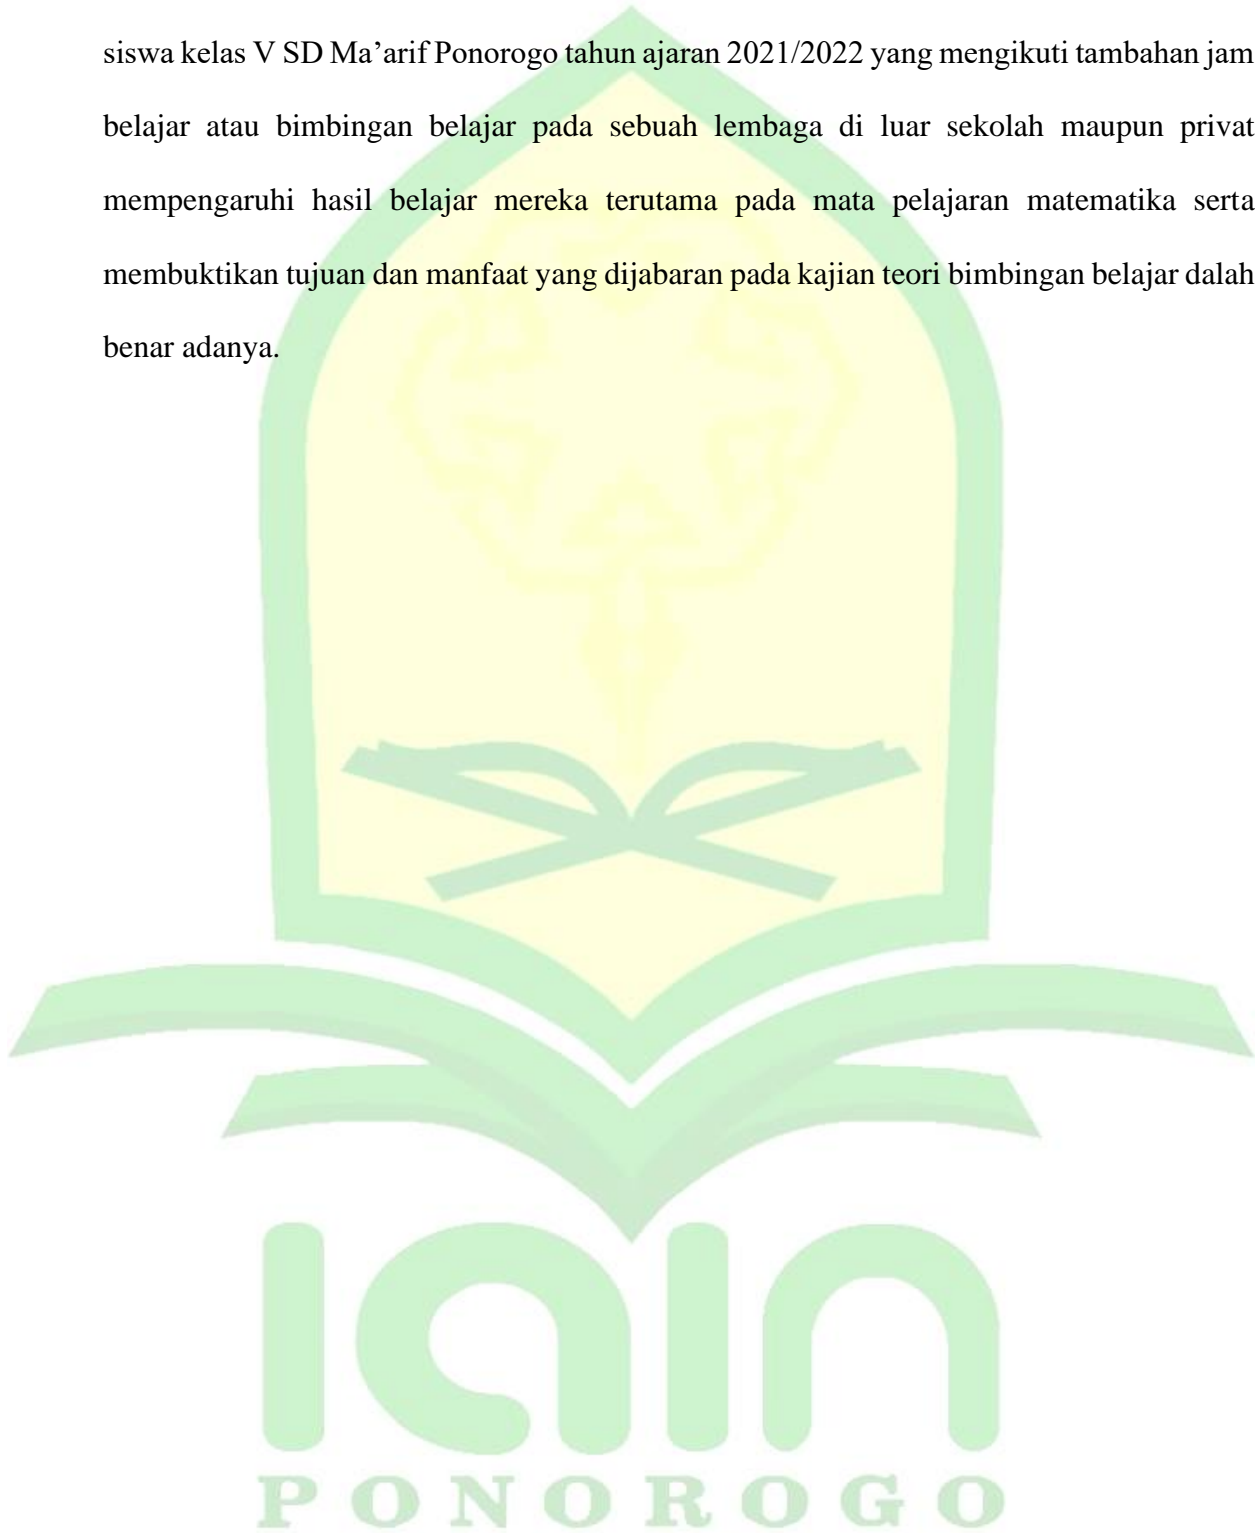 siswa kelas V SD Ma’arif Ponorogo tahun ajaran 2021/2022 yang mengikuti tambahan jam
belajar atau bimbingan belajar pada sebuah lembaga di luar sekolah maupun privat
mempengaruhi hasil belajar mereka terutama pada mata pelajaran matematika serta
membuktikan tujuan dan manfaat yang dijabaran pada kajian teori bimbingan belajar dalah
benar adanya.
iain
PONOROGO